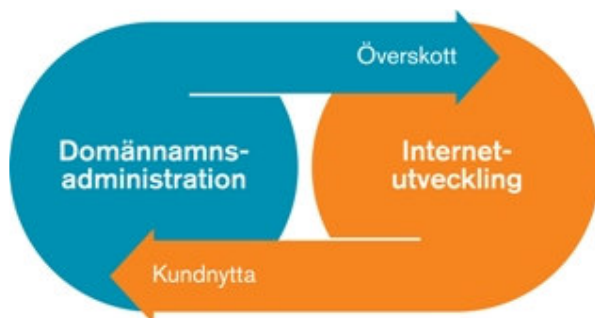 Överskott
Domännamns-
administration
Internet-
utveckling
Kundnytta